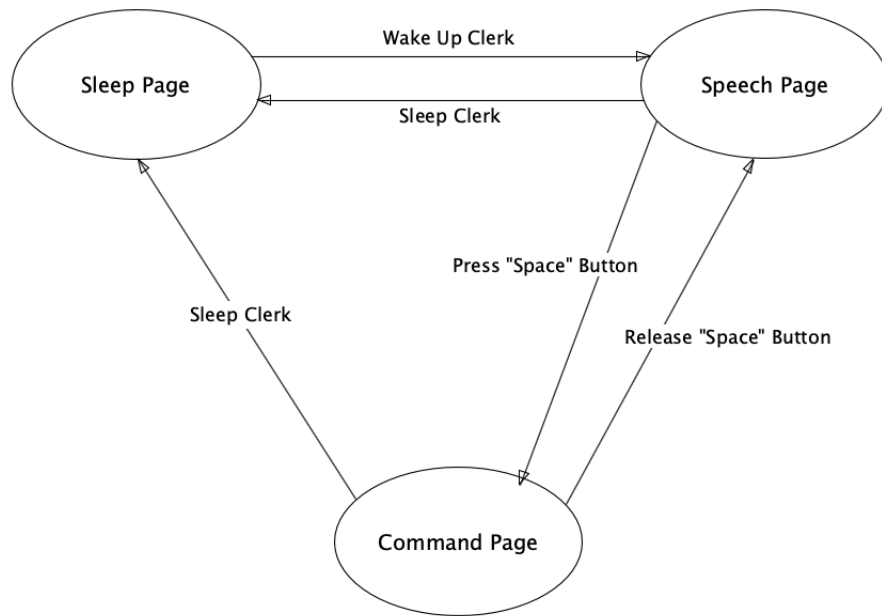 Wake Up Clerk
Sleep Page
Speech Page
Sleep Clerk
Press "Space" Button
Sleep Clerk
Release "Space" Button
Command Page